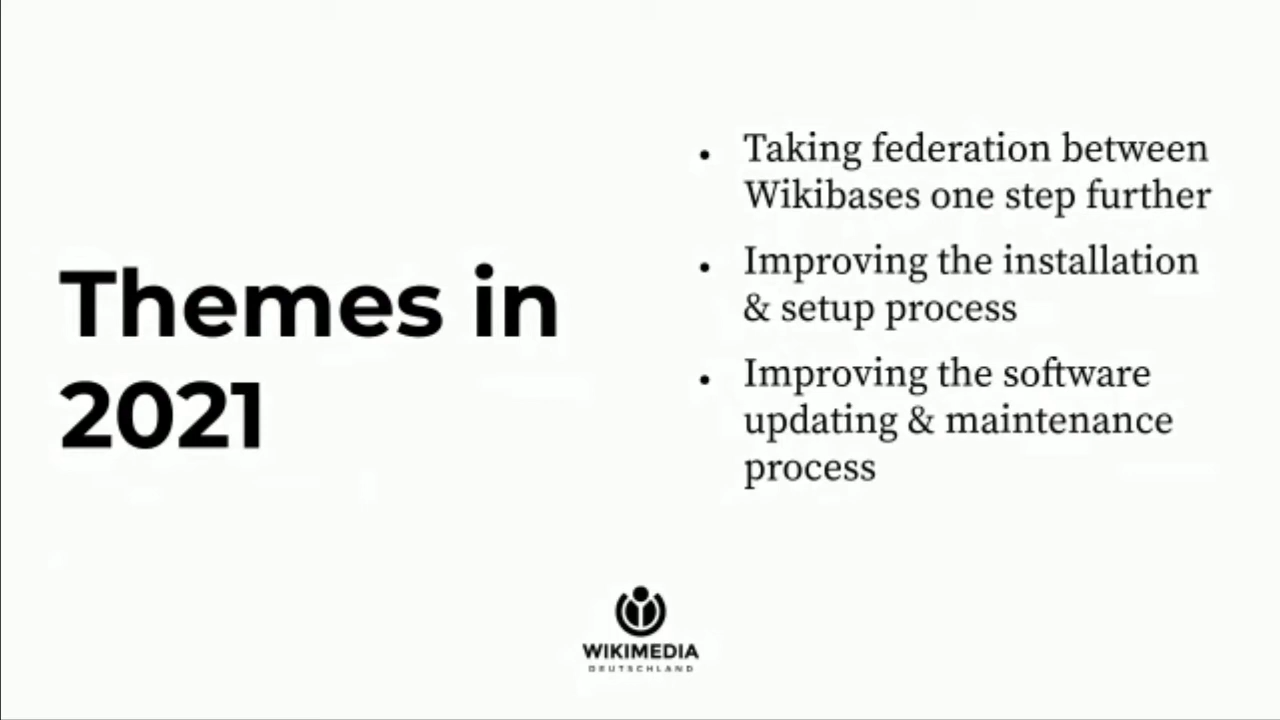 Themes in
2021
• Taking federation between
Wikibases one step further
• Improving the installation
& setup process
• Improving the software
updating & maintenance
process
WIKIMEDIA
DEUTSCHLAND